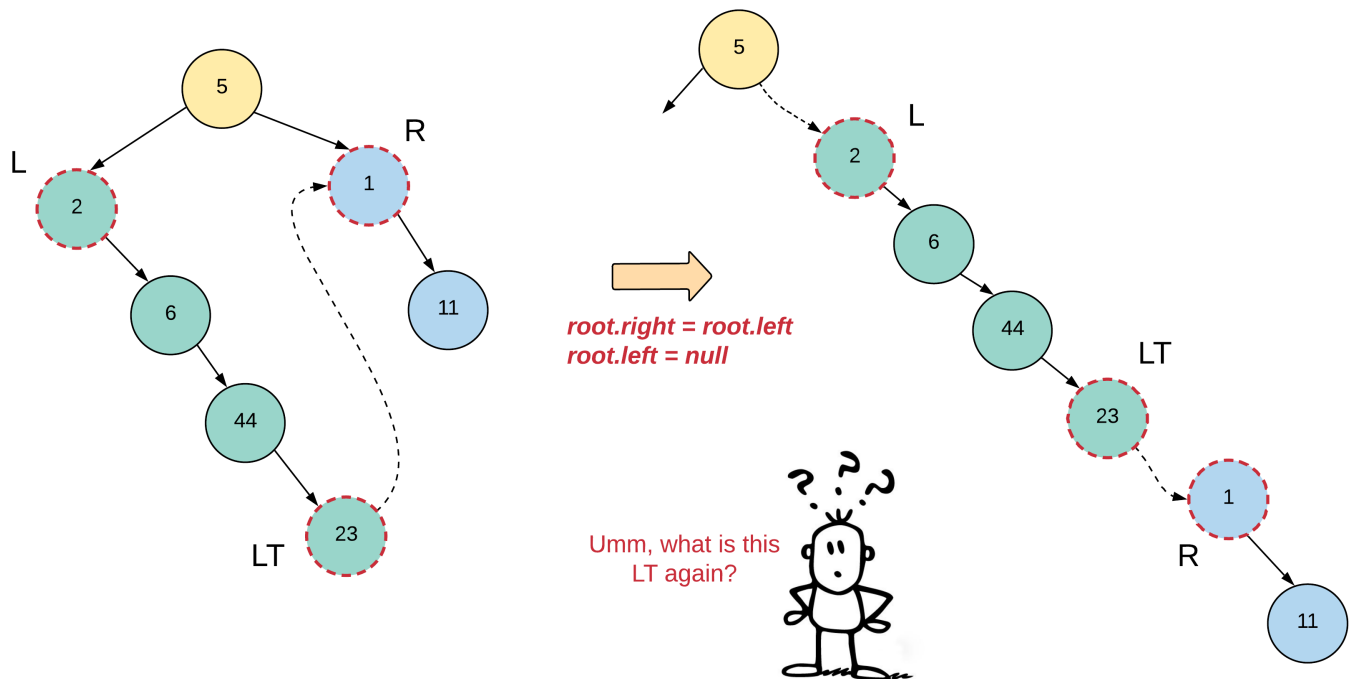 5
L
2
R
1
6
11
44
LT
23
root.right = root.left
root.left = null
5
L
2
6
44
LT
23
1
R
11
Umm, what is this
LT again?
? ? ?